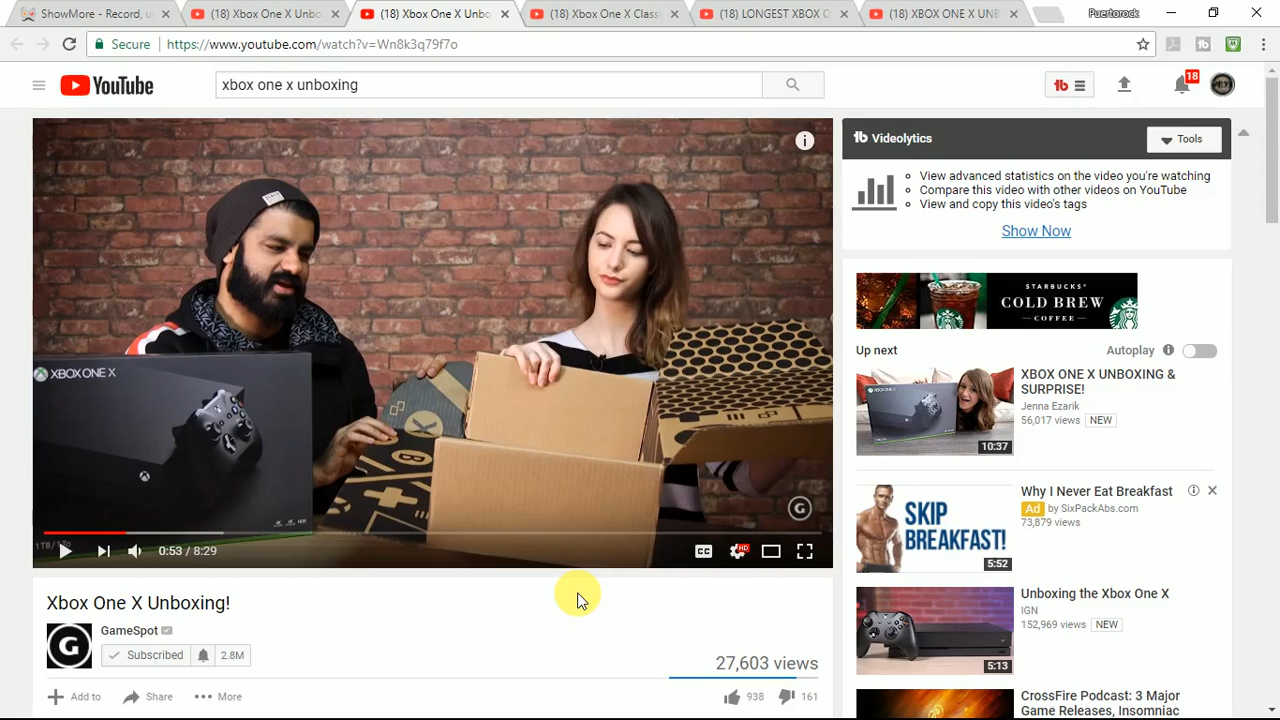 ShowMore - Record, u
(18) Xbox One X Unbo
(18) Xbox One X Unbo
(18) Xbox One X Class
(18) LONGEST XBOX O
(18) XBOX ONE X UNB
Puertorock
Secure
https://www.youtube.com/watch?v=Wn8k3q79f7o
YouTube
xbox one x unboxing
18
Videolytics
Tools
View advanced statistics on the video you're watching
Compare this video with other videos on YouTube
View and copy this video's tags
Show Now
XBOX ONE X
STARBUCKS
COLD BREW
COFFEE
Up next
Autoplay
XBOX ONE X UNBOXING &
SURPRISE!
Jenna Ezarik
56,017 views NEW
10:37
Why I Never Eat Breakfast
Ad by SixPackAbs.com
73,879 views
SKIP
BREAKFAST!
5:52
0:53 / 8:29
CC
HD
Xbox One X Unboxing!
GameSpot
Subscribed 2.8M
27,603 views
Add to
Share
More
938
161
Unboxing the Xbox One X
IGN
152,969 views NEW
5:13
CrossFire Podcast: 3 Major
Game Releases, Insomniac